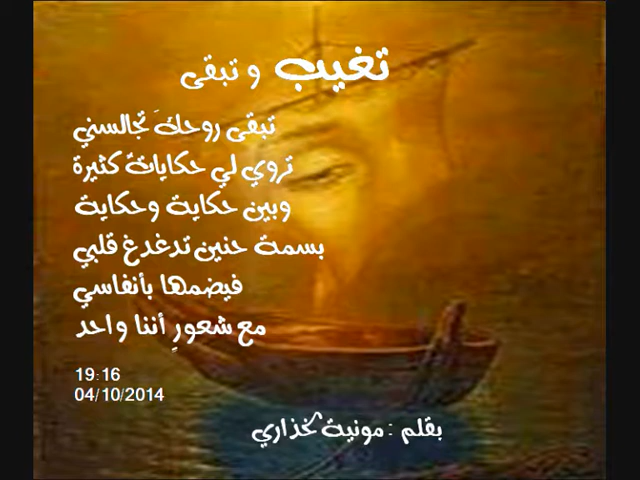 تغيب و تبقى
تبقى روحكَ تجالسني
تروي لي حكايات كثيرة
وبين حكاية وحكاية
بسمة حنين تدغدغ قلبي
فيضمها بأنفاسي
مع شعورِ أننا واحد
19:16
04/10/2014
بقلم : مونية لخذاري